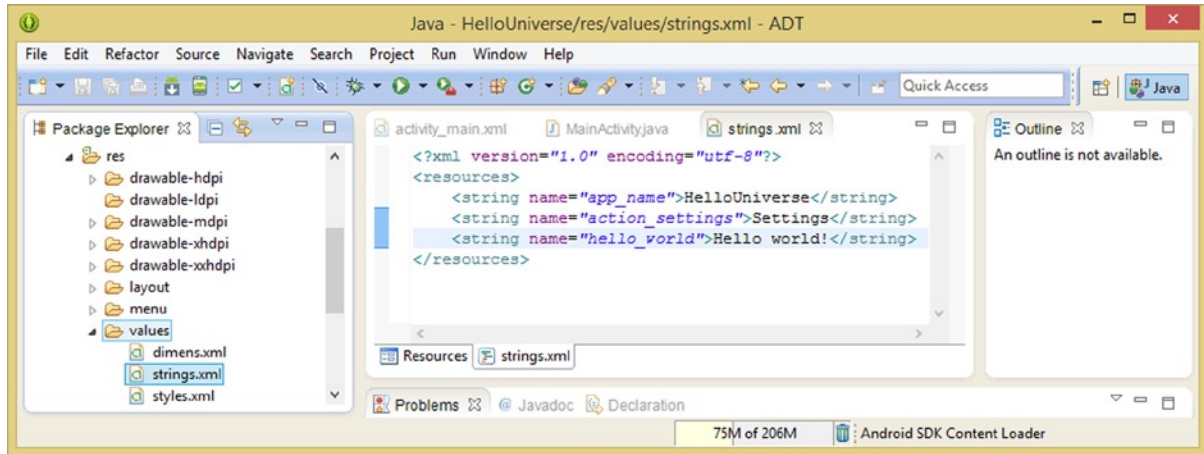 Java - HelloUniverse/res/values/strings.xml - ADT
File Edit Refactor Source Navigate Search Project Run Window Help
Quick Access
Java
Package Explorer
res
drawable-hdpi
drawable-ldpi
drawable-mdpi
drawable-xhdpi
drawable-xxhdpi
layout
menu
values
dimens.xml
strings.xml
styles.xml
activity_main.xml MainActivity.java strings.xml
<?xml version="1.0" encoding="utf-8"?>
<resources>
<string name="app_name">HelloUniverse</string>
<string name="action_settings">Settings</string>
<string name="hello_world">Hello world!</string>
</resources>
Resources strings.xml
Outline
An outline is not available.
Problems @ Javadoc Declaration
75M of 206M Android SDK Content Loader